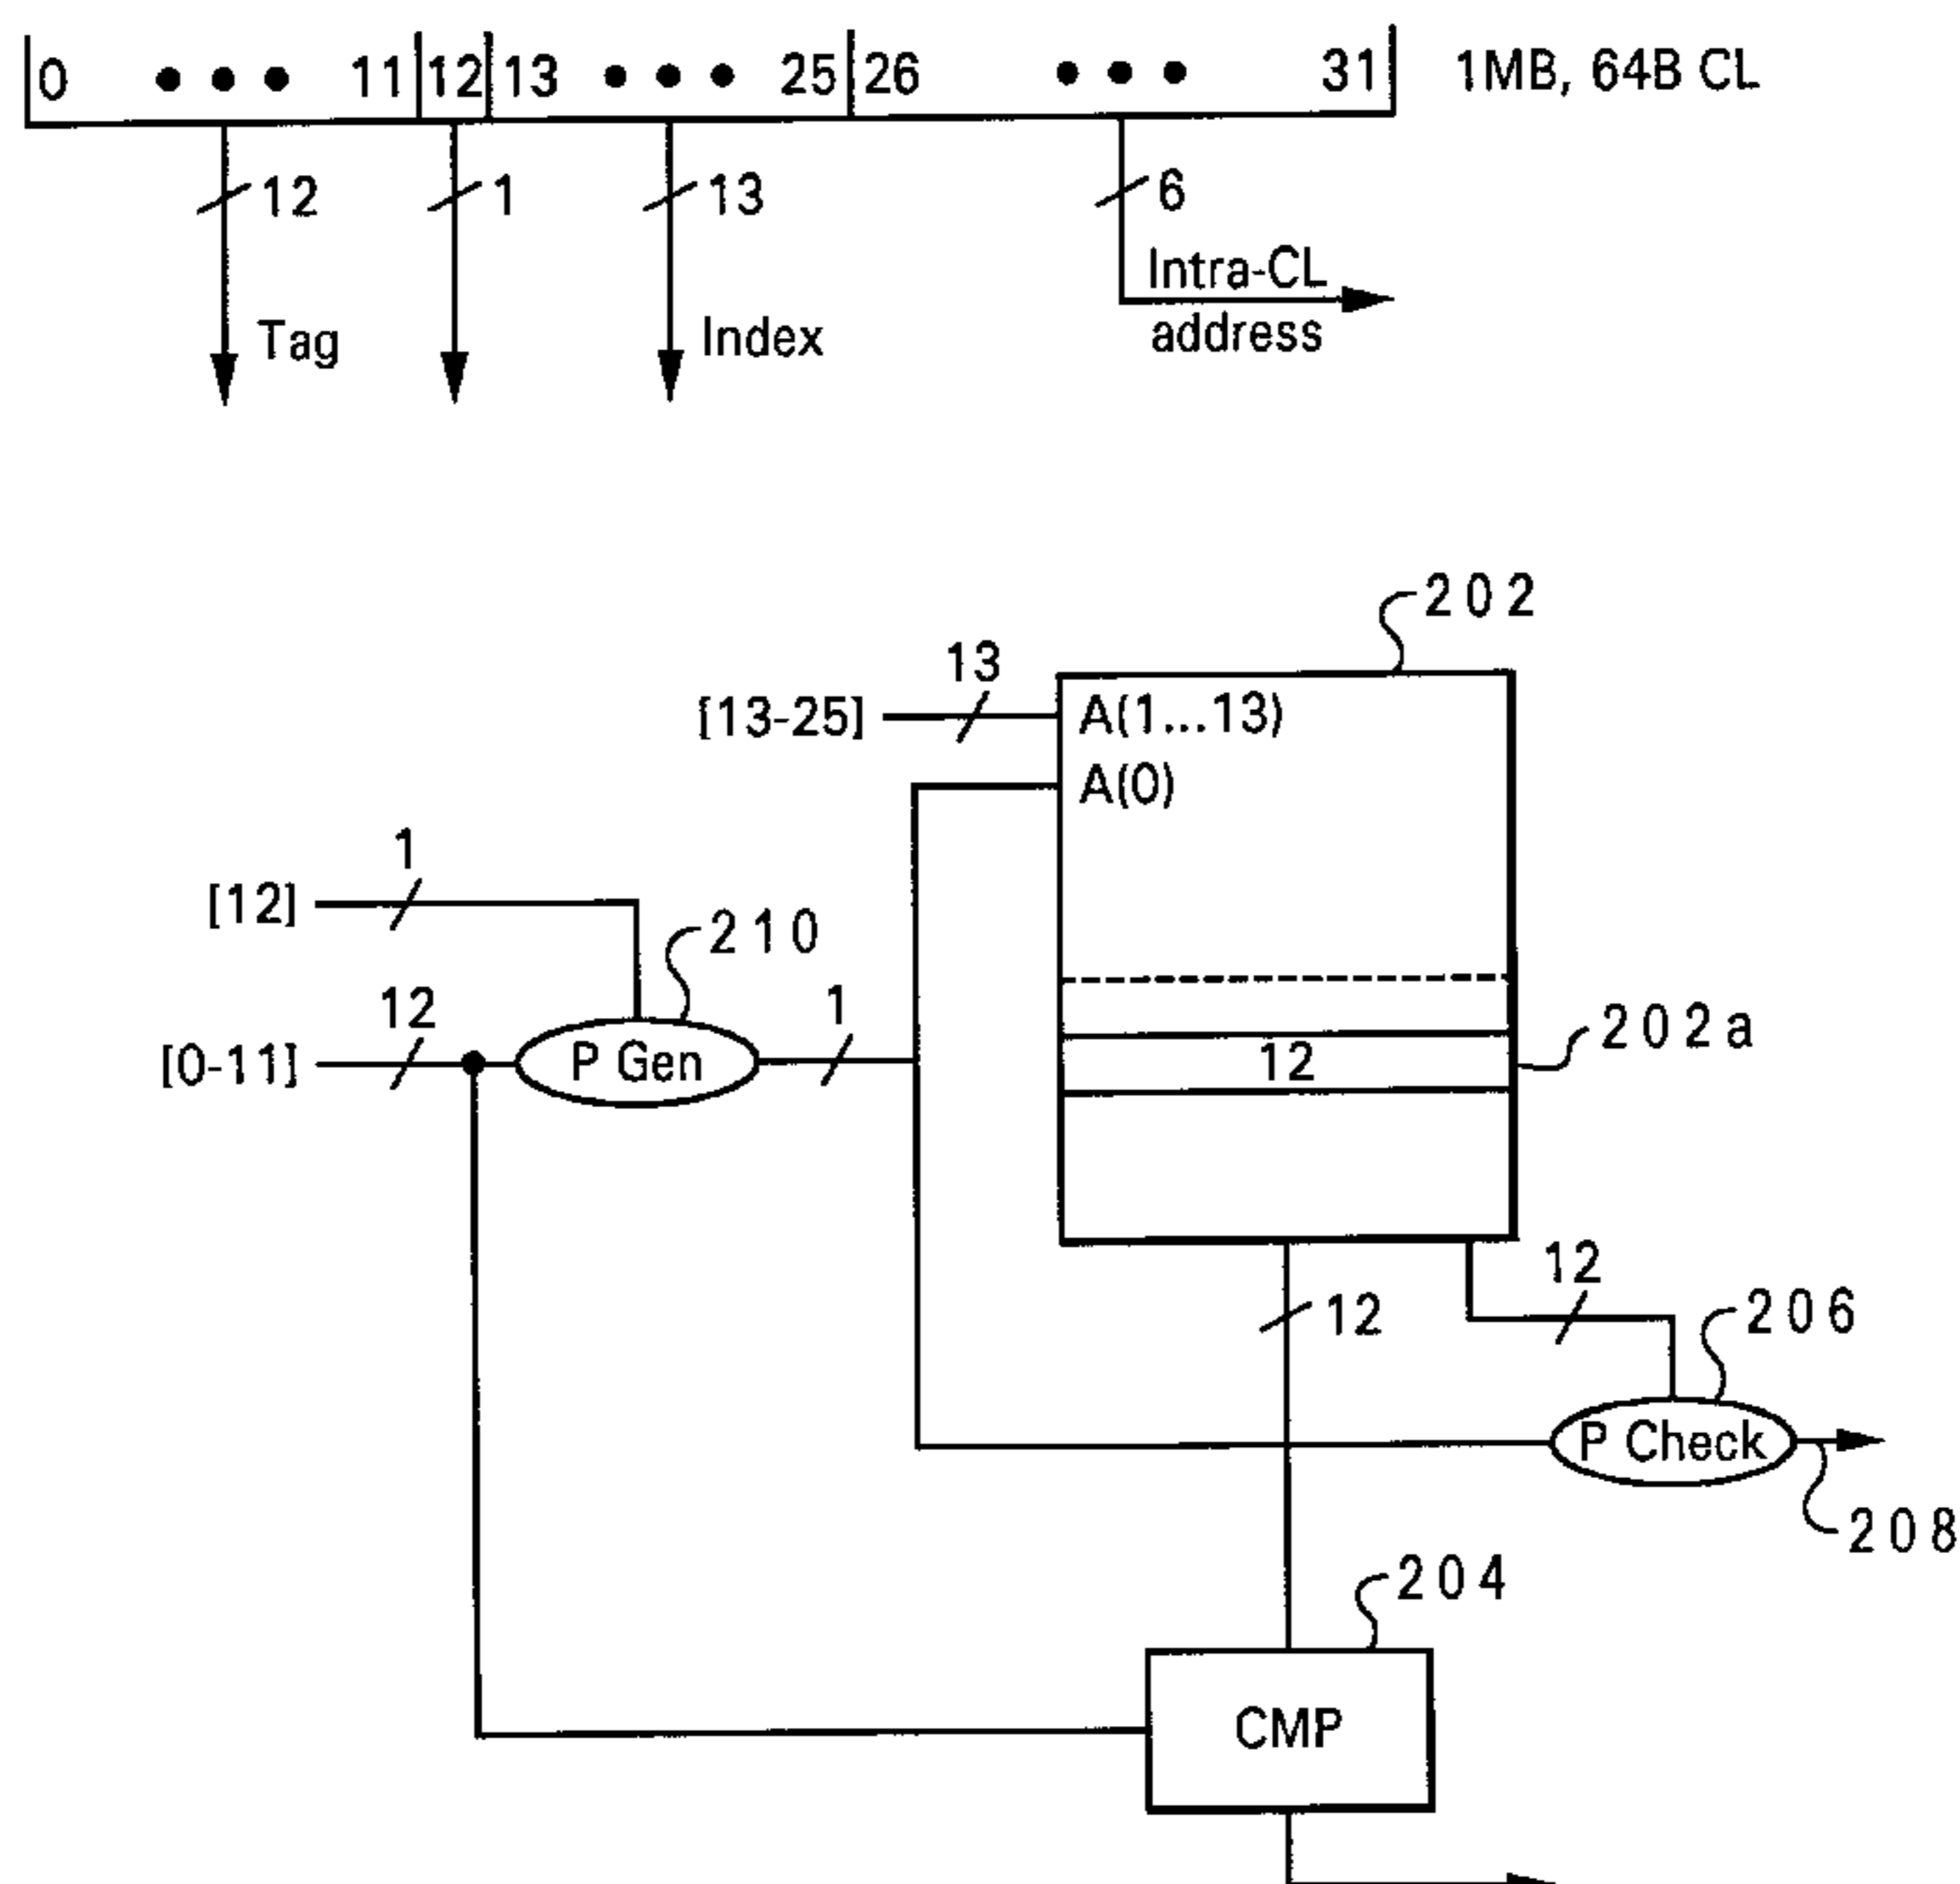 0 ● ● ● 11 12 13 ● ● ● 25 26 ● ● ● 31 1MB, 64B CL
12 1 13 6
Intra-CL
address
Tag Index
202
13
[13-25] A(1...13)
A(0)
1
[12]
210
12 1
[0-11] P Gen
12 202a
12
12 206
P Check
208
204
CMP